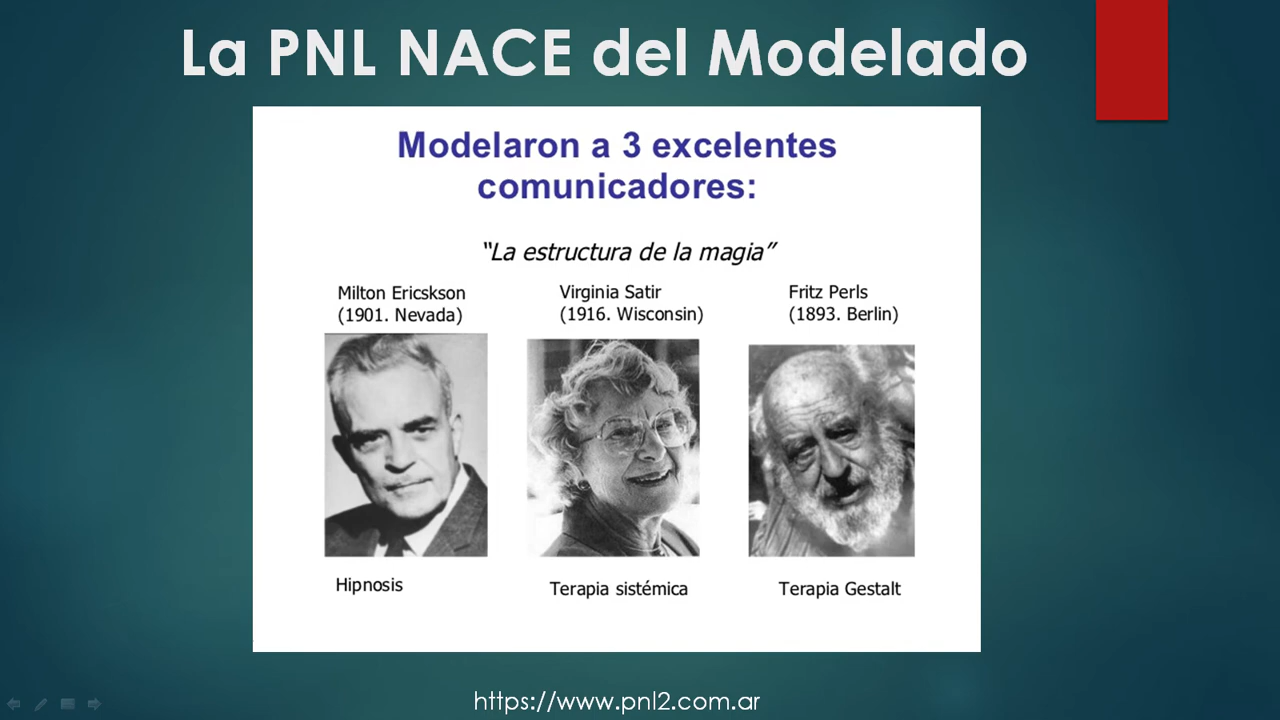 La PNL NACE del Modelado
Modelaron a 3 excelentes
comunicadores:
“La estructura de la magia”
Milton Ericskson
(1901. Nevada)
Virginia Satir
(1916. Wisconsin)
Fritz Perls
(1893. Berlin)
Hipnosis
Terapia sistémica
Terapia Gestalt
https://www.pnl2.com.ar